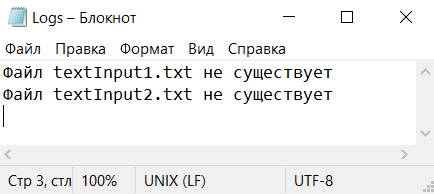 Logs – Блокнот
Файл Правка Формат Вид Справка
Файл textInput1.txt не существует
Файл textInput2.txt не существует
Стр 3, стл 100% UNIX (LF) UTF-8